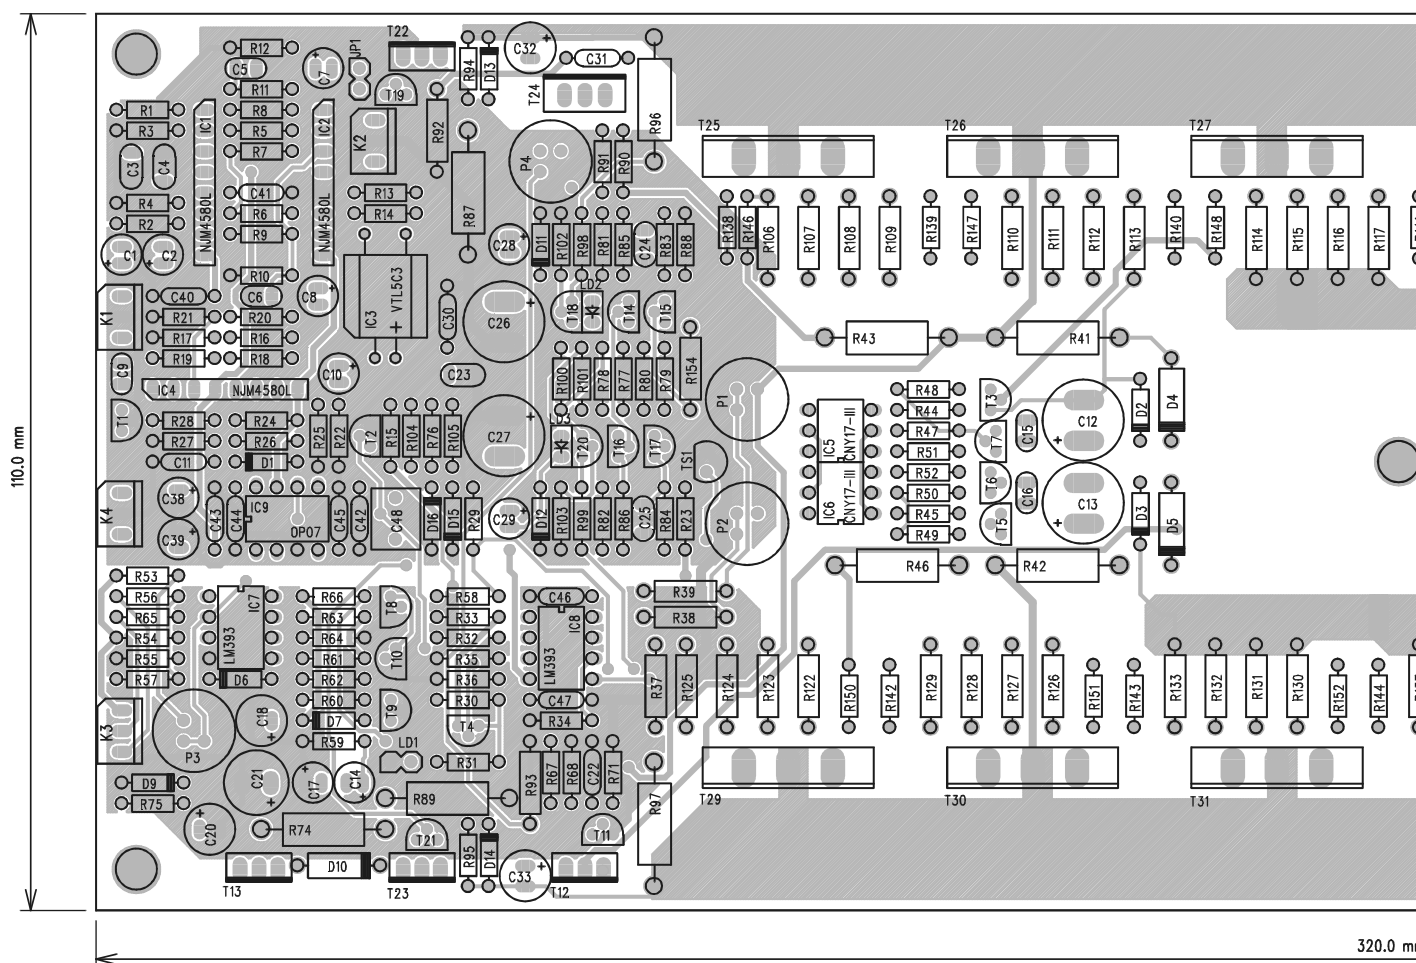 T22
R12
C5
C7
JP1
R94
D13
C32
C31
T24
R96
R11
T19
R1
R3
IC1
NJM4580L
R8
R5
R7
IC2
NJM4580L
K2
R92
R87
P4
R91
R90
T25
T26
T27
C3
C4
C41
R13
R14
R4
R2
R6
R9
C1
C2
R10
C6
C8
IC3
VTL5C3
+
C28
D11
R102
R98
R81
R85
C24
R83
R88
R138
R146
R106
R107
R108
R109
R139
R147
R110
R111
R112
R113
R140
R148
R114
R115
R116
R117
K1
C40
R21
R17
R19
R20
R16
R18
C30
C26
LD2
T18
T14
T15
R43
R41
C9
IC4
NJM4580L
C10
C23
R100
R101
R78
R77
R80
R79
R154
P1
T1
R28
R27
C11
R24
R26
D1
R25
R22
T2
R15
R104
R76
R105
C27
LD3
T20
T16
T17
TS1
IC5
CNY17-III
IC6
CNY17-III
R48
R44
R47
R51
R52
R50
R45
R49
T3
T7
T6
T5
C15
C16
C12
C13
D2
D4
D3
D5
K4
C38
C39
C43
C44
IC9
OP07
C45
C42
C48
D16
D15
R29
C29
D12
R103
R99
R82
R86
C25
R84
R23
P2
R46
R42
110.0 mm
R53
R56
R65
R54
R55
R57
IC7
LM393
D6
R66
R63
R64
R61
R62
R60
D7
R59
T8
T10
T9
LD1
R58
R33
R32
R35
R36
R30
T4
R31
C46
IC8
LM393
C47
R34
R39
R38
R37
R125
R124
R123
R122
R150
R142
R129
R128
R127
R126
R151
R143
R133
R132
R131
R130
R152
R144
K3
P3
C18
D9
R75
C21
C17
C14
R89
R93
R67
R68
C22
R71
R97
T29
T30
T31
C20
R74
T21
R95
D14
T11
T13
D10
T23
C33
T12
320.0 m